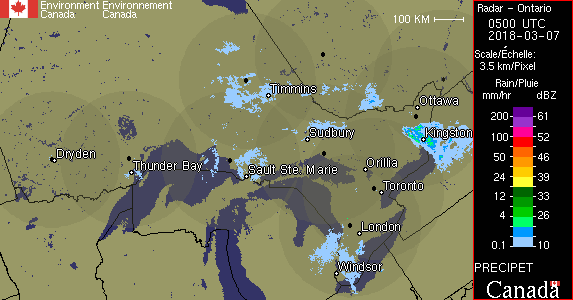 Environment Environnement
Canada Canada
100 KM
Timmins
Ottawa
Sudbury
Kingston
Dryden
Thunder Bay
Sault Ste. Marie
Orillia
Toronto
London
Windsor
Radar - Ontario
0500 UTC
2018-03-07
Scale/Échelle:
3.5 km/Pixel
Rain/Pluie
mm/hr dBZ
200 61
100 52
50 46
24 39
12 33
4 26
0.1 10
PRECIPET
Canada